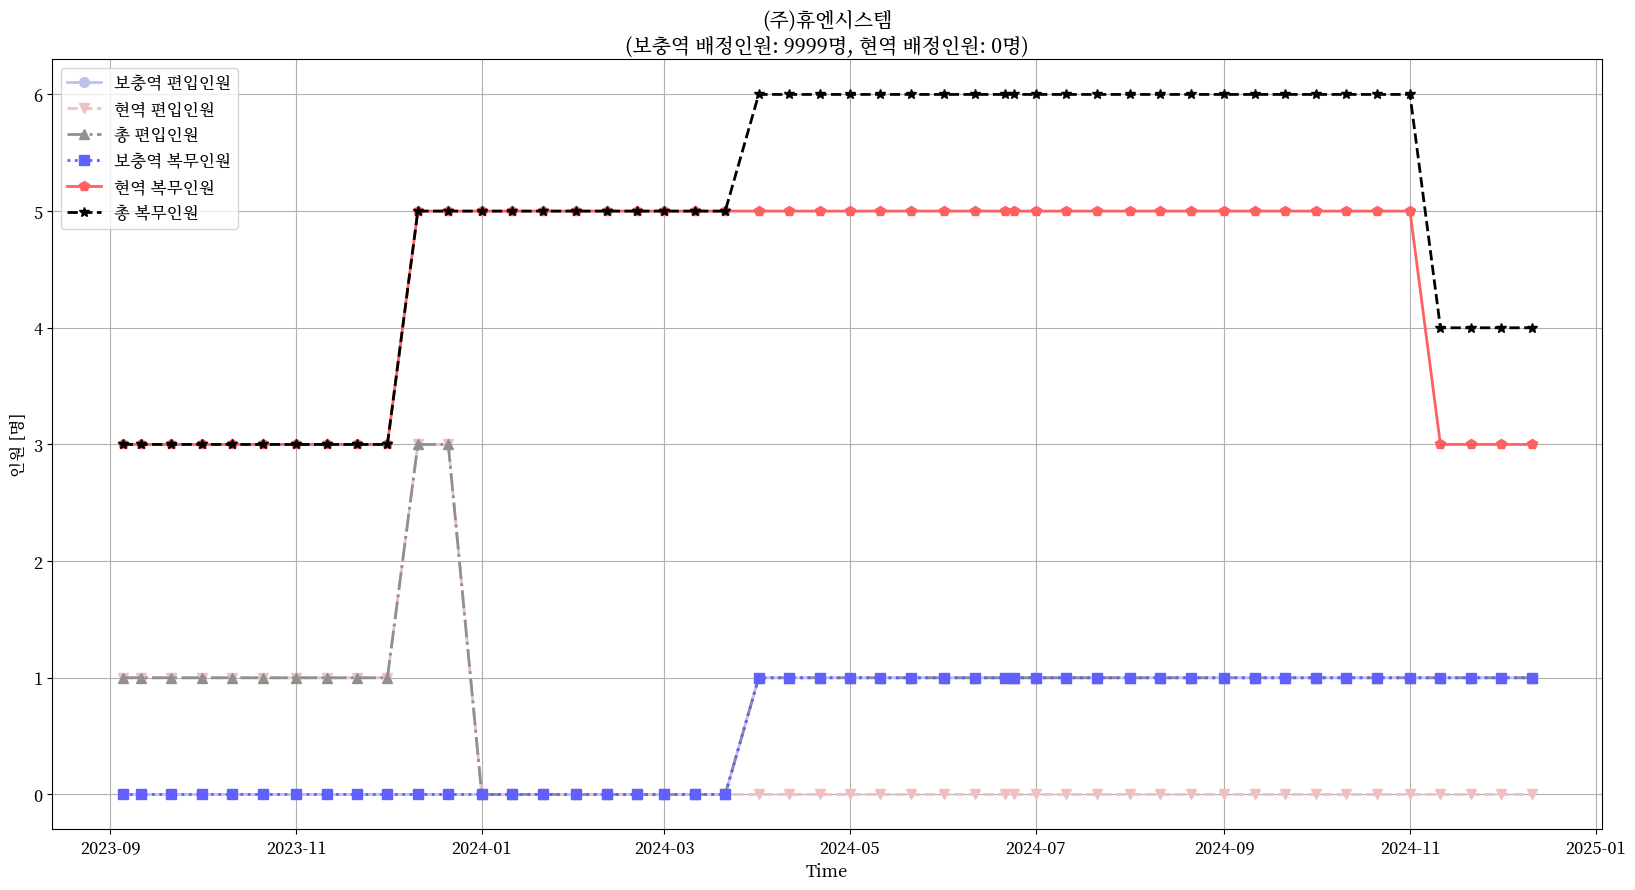 (주)휴엔시스템
(보충역 배정인원: 9999명, 현역 배정인원: 0명)
보충역 편입인원
현역 편입인원
총 편입인원
보충역 복무인원
현역 복무인원
총 복무인원
인원 [명]
6
5
4
3
2
1
0
2023-09
2023-11
2024-01
2024-03
2024-05
2024-07
2024-09
2024-11
2025-01
Time